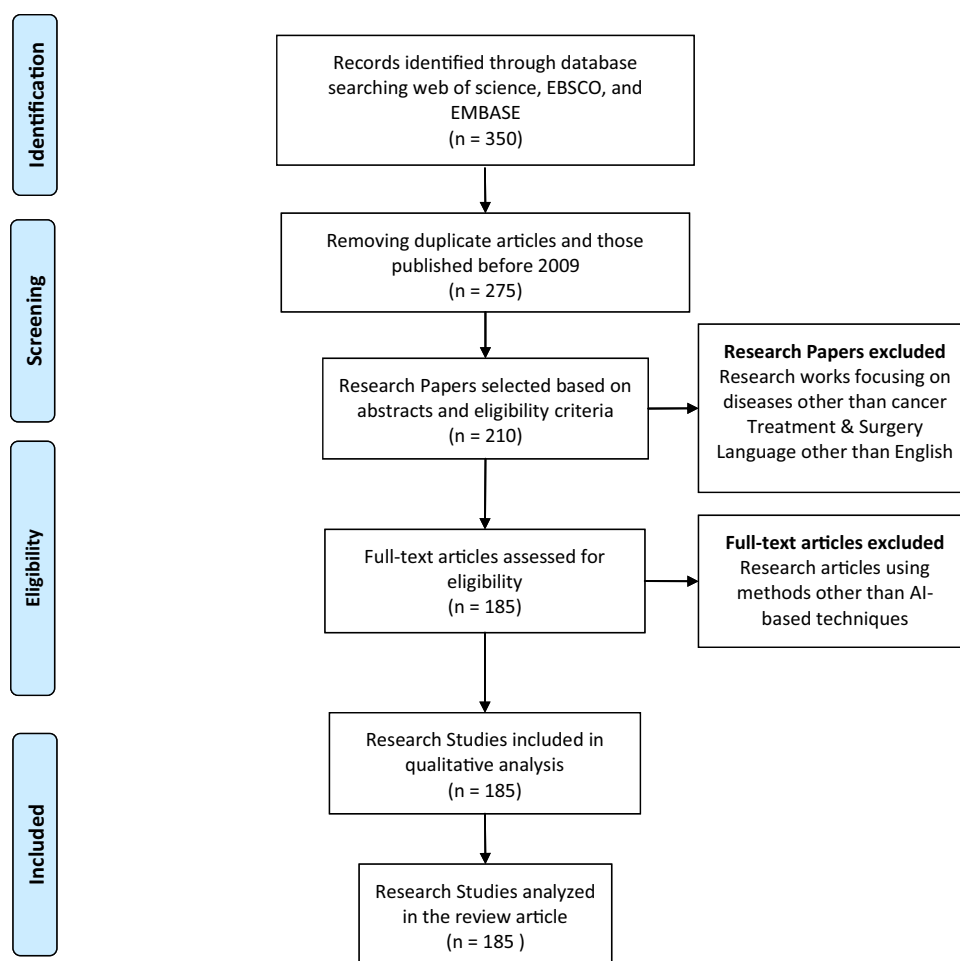 Identification
Records identified through database
searching web of science, EBSCO, and
EMBASE
(n = 350)
Screening
Removing duplicate articles and those
published before 2009
(n = 275)
Research Papers selected based on
abstracts and eligibility criteria
(n = 210)
Research Papers excluded
Research works focusing on
diseases other than cancer
Treatment & Surgery
Language other than English
Eligibility
Full-text articles assessed for
eligibility
(n = 185)
Full-text articles excluded
Research articles using
methods other than AI-
based techniques
Included
Research Studies included in
qualitative analysis
(n = 185)
Research Studies analyzed
in the review article
(n = 185 )